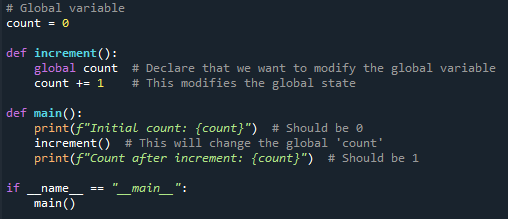 # Global variable
count = 0

def increment():
    global count  # Declare that we want to modify the global variable
    count += 1    # This modifies the global state

def main():
    print(f"Initial count: {count}")  # Should be 0
    increment()  # This will change the global 'count'
    print(f"Count after increment: {count}")  # Should be 1

if __name__ == "__main__":
    main()